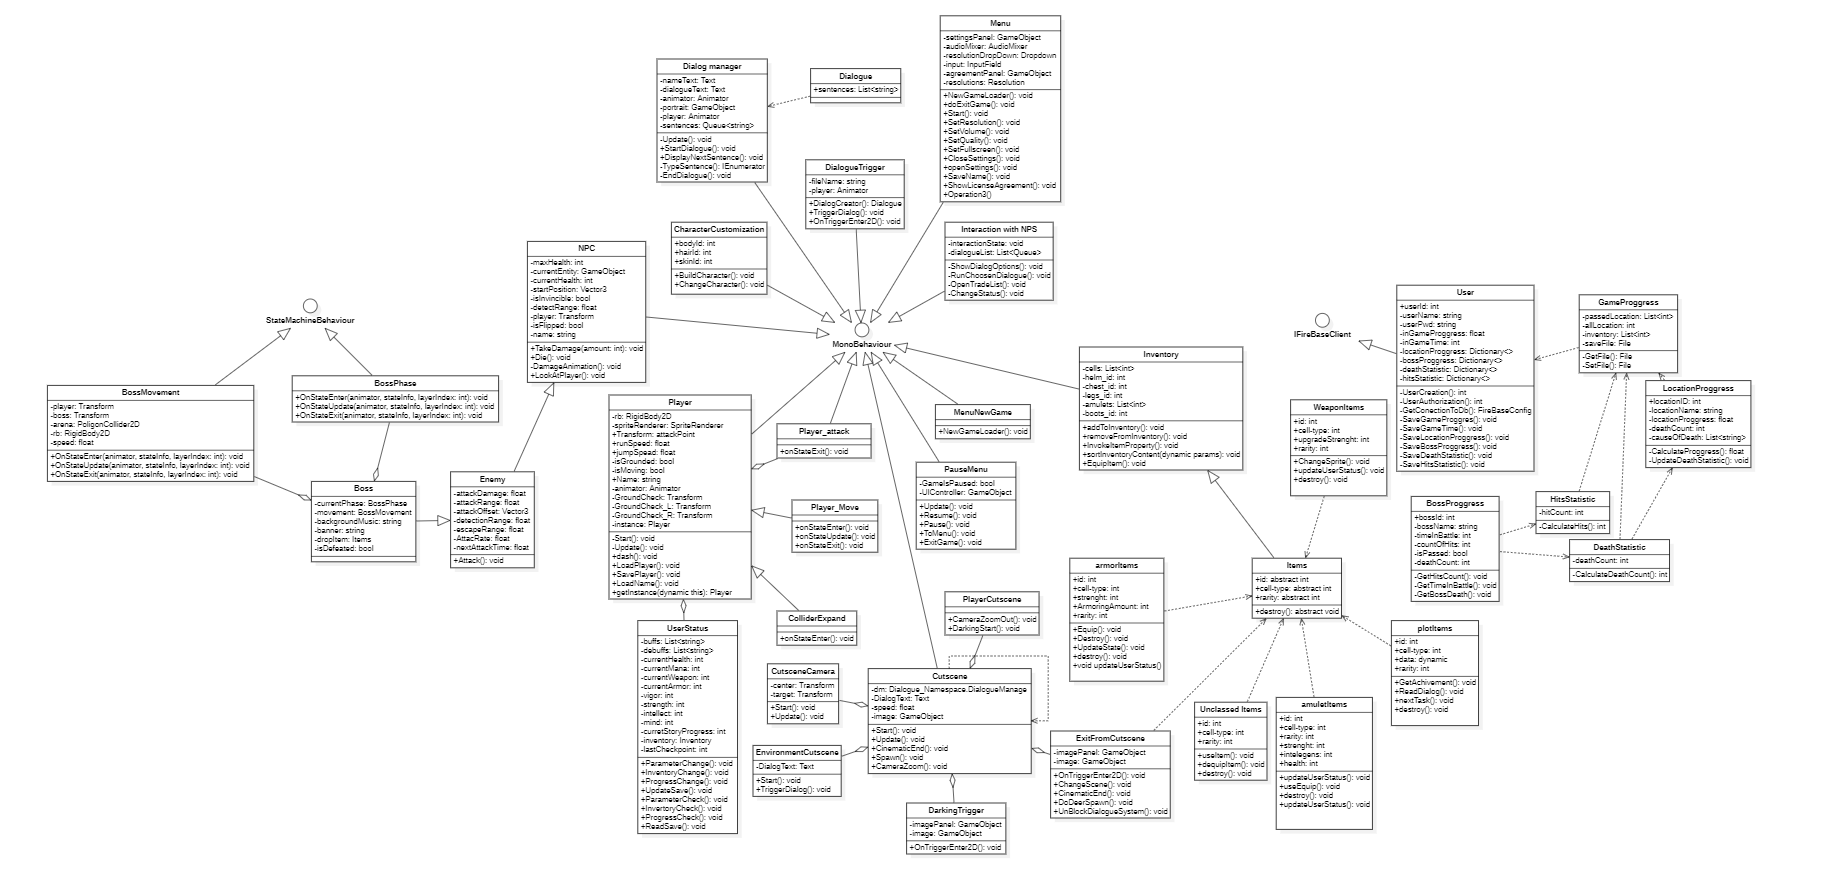 Menu
-settingsPanel: GameObject
-audioMixer: AudioMixer
-resolutionDropDown: Dropdown
-input: InputField
-agreementPanel: GameObject
-resolutions: Resolution
+NewGameLoader(): void
+doExitGame(): void
+Start(): void
+SetResolution(): void
+SetVolume(): void
+SetQuality(): void
+SetFullscreen(): void
+CloseSettings(): void
+openSettings(): void
+SaveName(): void
+ShowLicenseAgreement(): void
+Operation3()
Dialog manager
-nameText: Text
-dialogueText: Text
-animator: Animator
-portrait: GameObject
-player: Animator
-sentences: Queue<string>
-Update(): void
+StartDialogue(): void
+DisplayNextSentence(): void
-TypeSentence(): IEnumerator
-EndDialogue(): void
Dialogue
+sentences: List<string>
DialogueTrigger
-fileName: string
-player: Animator
+DialogCreator(): Dialogue
+TriggerDialog(): void
+OnTriggerEnter2D(): void
CharacterCustomization
+bodyId: int
+hairId: int
+skinId: int
+BuildCharacter(): void
+ChangeCharacter(): void
Interaction with NPS
-interactionState: void
-dialogueList: List<Queue>
-ShowDialogOptions(): void
-RunChoosenDialogue(): void
-OpenTradeList(): void
-ChangeStatus(): void
NPC
-maxHealth: int
-currentEntity: GameObject
-currentHealth: int
-startPosition: Vector3
-isInvincible: bool
-detectRange: float
-player: Transform
-isFlipped: bool
-name: string
+TakeDamage(amount: int): void
+Die(): void
-DamageAnimation(): void
+LookAtPlayer(): void
StateMachineBehaviour
MonoBehaviour
IFireBaseClient
User
+userId: int
-userName: string
-userPwd: string
-inGameProggress: float
-inGameTime: int
-locationProggress: Dictionary<>
-bossProggress: Dictionary<>
-deathStatistic: Dictionary<>
-hitsStatistic: Dictionary<>
-UserCreation(): int
-UserAuthorization(): int
-GetConectionToDb(): FireBaseConfig
-SaveGameProggres(): void
-SaveGameTime(): void
-SaveLocationProggress(): void
-SaveBossProggress(): void
-SaveDeathStatistic(): void
-SaveHitsStatistic(): void
GameProggress
-passedLocation: List<int>
-allLocation: int
-inventory: List<int>
-saveFile: File
-GetFile(): File
-SetFile(): File
LocationProggress
+locationID: int
-locationName: string
-locationProggress: float
-deathCount: int
-causeOfDeath: List<string>
-CalculateProggress(): float
-UpdateDeathStatistic(): void
BossMovement
-player: Transform
-boss: Transform
-arena: PoligonCollider2D
-rb: RigidBody2D
-speed: float
+OnStateEnter(animator, stateInfo, layerIndex: int): void
+OnStateUpdate(animator, stateInfo, layerIndex: int): void
+OnStateExit(animator, stateInfo, layerIndex: int): void
BossPhase
+OnStateEnter(animator, stateInfo, layerIndex: int): void
+OnStateUpdate(animator, stateInfo, layerIndex: int): void
+OnStateExit(animator, stateInfo, layerIndex: int): void
Boss
-currentPhase: BossPhase
-movement: BossMovement
-backgroundMusic: string
-banner: string
-dropItem: Items
-isDefeated: bool
Enemy
-attackDamage: float
-attackRange: float
-attackOffset: Vector3
-detectionRange: float
-escapeRange: float
-AttacRate: float
-nextAttackTime: float
+Attack(): void
Player
-rb: RigidBody2D
-spriteRenderer: SpriteRenderer
+Transform: attackPoint
+runSpeed: float
+jumpSpead: float
-isGrounded: bool
-isMoving: bool
+Name: string
-animator: Animator
-GroundCheck: Transform
-GroundCheck_L: Transform
-GroundCheck_R: Transform
-instance: Player
-Start(): void
-Update(): void
+dash(): void
+LoadPlayer(): void
+SavePlayer(): void
+LoadName(): void
+getInstance(dynamic this): Player
Player_attack
+onStateExit(): void
Player_Move
+onStateEnter(): void
+onStateUpdate(): void
+onStateExit(): void
ColliderExpand
+onStateEnter(): void
MenuNewGame
+NewGameLoader(): void
PauseMenu
-GameIsPaused: bool
-UIController: GameObject
+Update(): void
+Resume(): void
+Pause(): void
+ToMenu(): void
+ExitGame(): void
Inventory
-cells: List<int>
-helm_id: int
-chest_id: int
-legs_id: int
-amulets: List<int>
-boots_id: int
+addToInventory(): void
+removeFromInventory(): void
+InvokeItemProperty(): void
+sortInventoryContent(dynamic params): void
+EquipItem(): void
WeaponItems
+id: int
+cell-type: int
+upgradeStrenght: int
+rarity: int
+ChangeSprite(): void
+updateUserStatus(): void
+destroy(): void
BossProggress
+bossId: int
-bossName: string
-timeInBattle: int
-countOfHits: int
-isPassed: bool
-deathCount: int
-GetHitsCount(): void
-GetTimeInBattle(): void
-GetBossDeath(): void
HitsStatistic
-hitCount: int
-CalculateHits(): int
DeathStatistic
-deathCount: int
-CalculateDeathCount(): int
armorItems
+id: int
+cell-type: int
+strenght: int
+ArmoringAmount: int
+rarity: int
+Equip(): void
+Destroy(): void
+UpdateState(): void
+destroy(): void
+void updateUserStatus()
Items
+id: abstract int
+cell-type: abstract int
+rarity: abstract int
+destroy(): abstract void
plotItems
+id: int
+cell-type: int
+data: dynamic
+rarity: int
+GetAchivement(): void
+ReadDialog(): void
+nextTask(): void
+destroy(): void
PlayerCutscene
+CameraZoomOut(): void
+DarkingStart(): void
UserStatus
-buffs: List<string>
-debuffs: List<string>
-currentHealth: int
-currentMana: int
-currentWeapon: int
-currentArmor: int
-vigor: int
-strength: int
-intellect: int
-mind: int
-curretStoryProgress: int
-inventory: Inventory
-lastCheckpoint: int
+ParameterChange(): void
+InventoryChange(): void
+ProgressChange(): void
+UpdateSave(): void
+ParameterCheck(): void
+InvertoryCheck(): void
+ProgressCheck(): void
+ReadSave(): void
CutsceneCamera
-center: Transform
-target: Transform
+Start(): void
+Update(): void
Cutscene
-dm: Dialogue_Namespace.DialogueManage
-DialogText: Text
-speed: float
-image: GameObject
+Start(): void
+Update(): void
+CinematicEnd(): void
+Spawn(): void
+CameraZoom(): void
EnvironmentCutscene
-DialogText: Text
+Start(): void
+TriggerDialog(): void
ExitFromCutscene
-imagePanel: GameObject
-image: GameObject
+OnTriggerEnter2D(): void
+ChangeScene(): void
+CinematicEnd(): void
+DoDeerSpawn(): void
+UnBlockDialogueSystem(): void
DarkingTrigger
-imagePanel: GameObject
-image: GameObject
+OnTriggerEnter2D(): void
Unclassed Items
+id: int
+cell-type: int
+rarity: int
+useItem(): void
+dequipItem(): void
+destroy(): void
amuletItems
+id: int
+cell-type: int
+rarity: int
+strenght: int
+intelegens: int
+health: int
+updateUserStatus(): void
+useEquip(): void
+destroy(): void
+updateUserStatus(): void